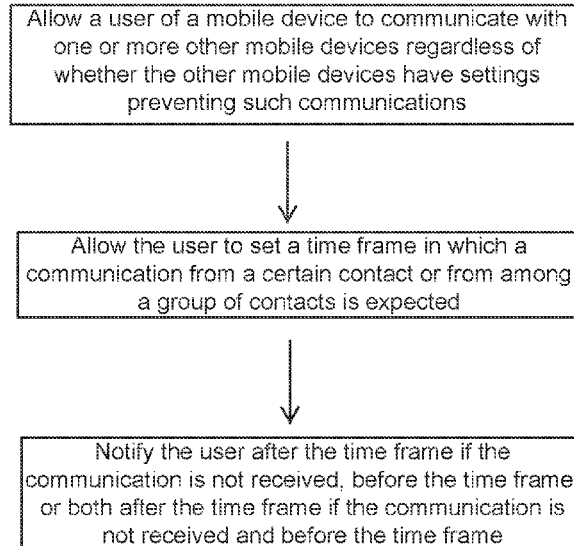 Allow a user of a mobile device to communicate with
one or more other mobile devices regardless of
whether the other mobile devices have settings
preventing such communications
Allow the user to set a time frame in which a
communication from a certain contact or from among
a group of contacts is expected
Notify the user after the time frame if the
communication is not received, before the time frame
or both after the time frame if the communication is
not received and before the time frame